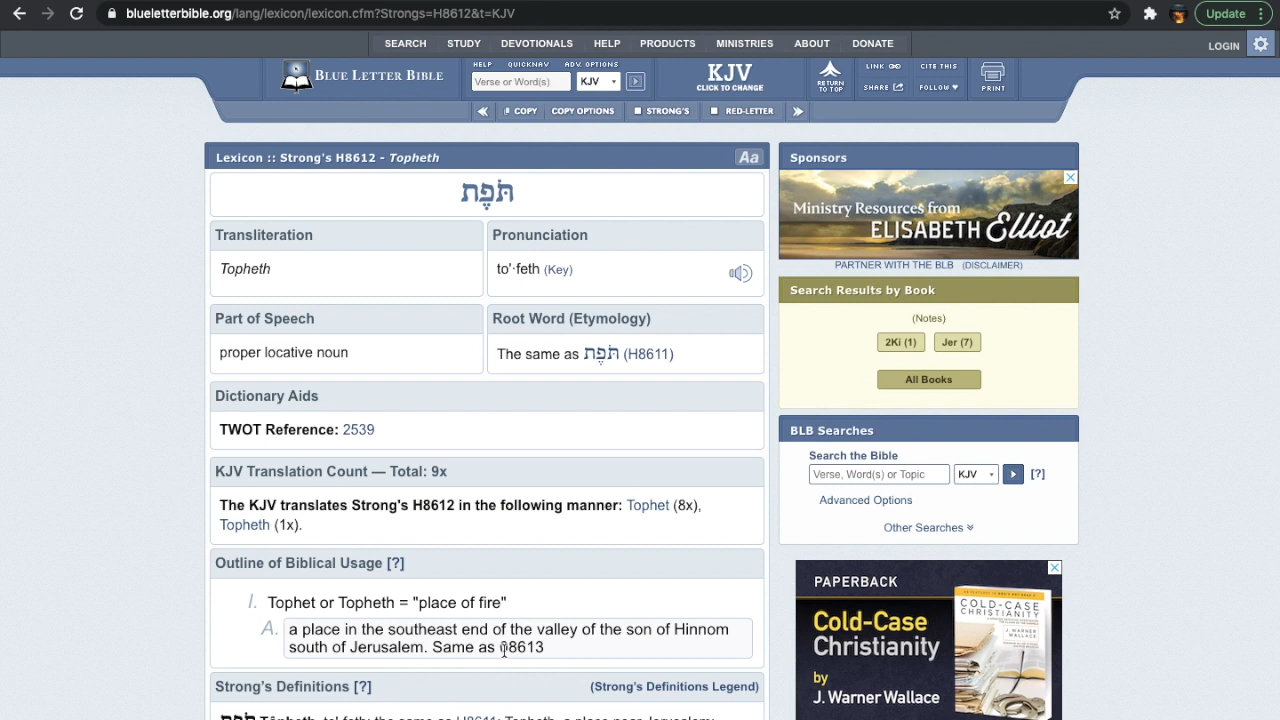 blueletterbible.org/lang/lexicon/lexicon.cfm?Strongs=H8612&t=KJV
Update
SEARCH STUDY DEVOTIONALS HELP PRODUCTS MINISTRIES ABOUT DONATE
LOGIN
BLUE LETTER BIBLE
HELP QUICKNAV ADV. OPTIONS
Verse or Word(s) KJV
KJV
CLICK TO CHANGE
RETURN
TO TOP
LINK CITE THIS
SHARE FOLLOW
PRINT
COPY COPY OPTIONS STRONG'S RED-LETTER
Lexicon :: Strong's H8612 - Topheth Aa
תֹּפֶת
Transliteration
Topheth
Pronunciation
to'·feth (Key)
Part of Speech
proper locative noun
Root Word (Etymology)
The same as תֹּפֶת (H8611)
Dictionary Aids
TWOT Reference: 2539
KJV Translation Count — Total: 9x
The KJV translates Strong's H8612 in the following manner: Tophet (8x),
Topheth (1x).
Outline of Biblical Usage [?]
I. Tophet or Topheth = "place of fire"
A. a place in the southeast end of the valley of the son of Hinnom
south of Jerusalem. Same as 08613
Strong's Definitions [?] (Strong's Definitions Legend)
Sponsors
Ministry Resources from
ELISABETH Elliot
PARTNER WITH THE BLB (DISCLAIMER)
Search Results by Book
(Notes)
2Ki (1) Jer (7)
All Books
BLB Searches
Search the Bible
Verse, Word(s) or Topic KJV [?]
Advanced Options
Other Searches
PAPERBACK
Cold-Case
Christianity
by
J. Warner Wallace
COLD-CASE
CHRISTIANITY